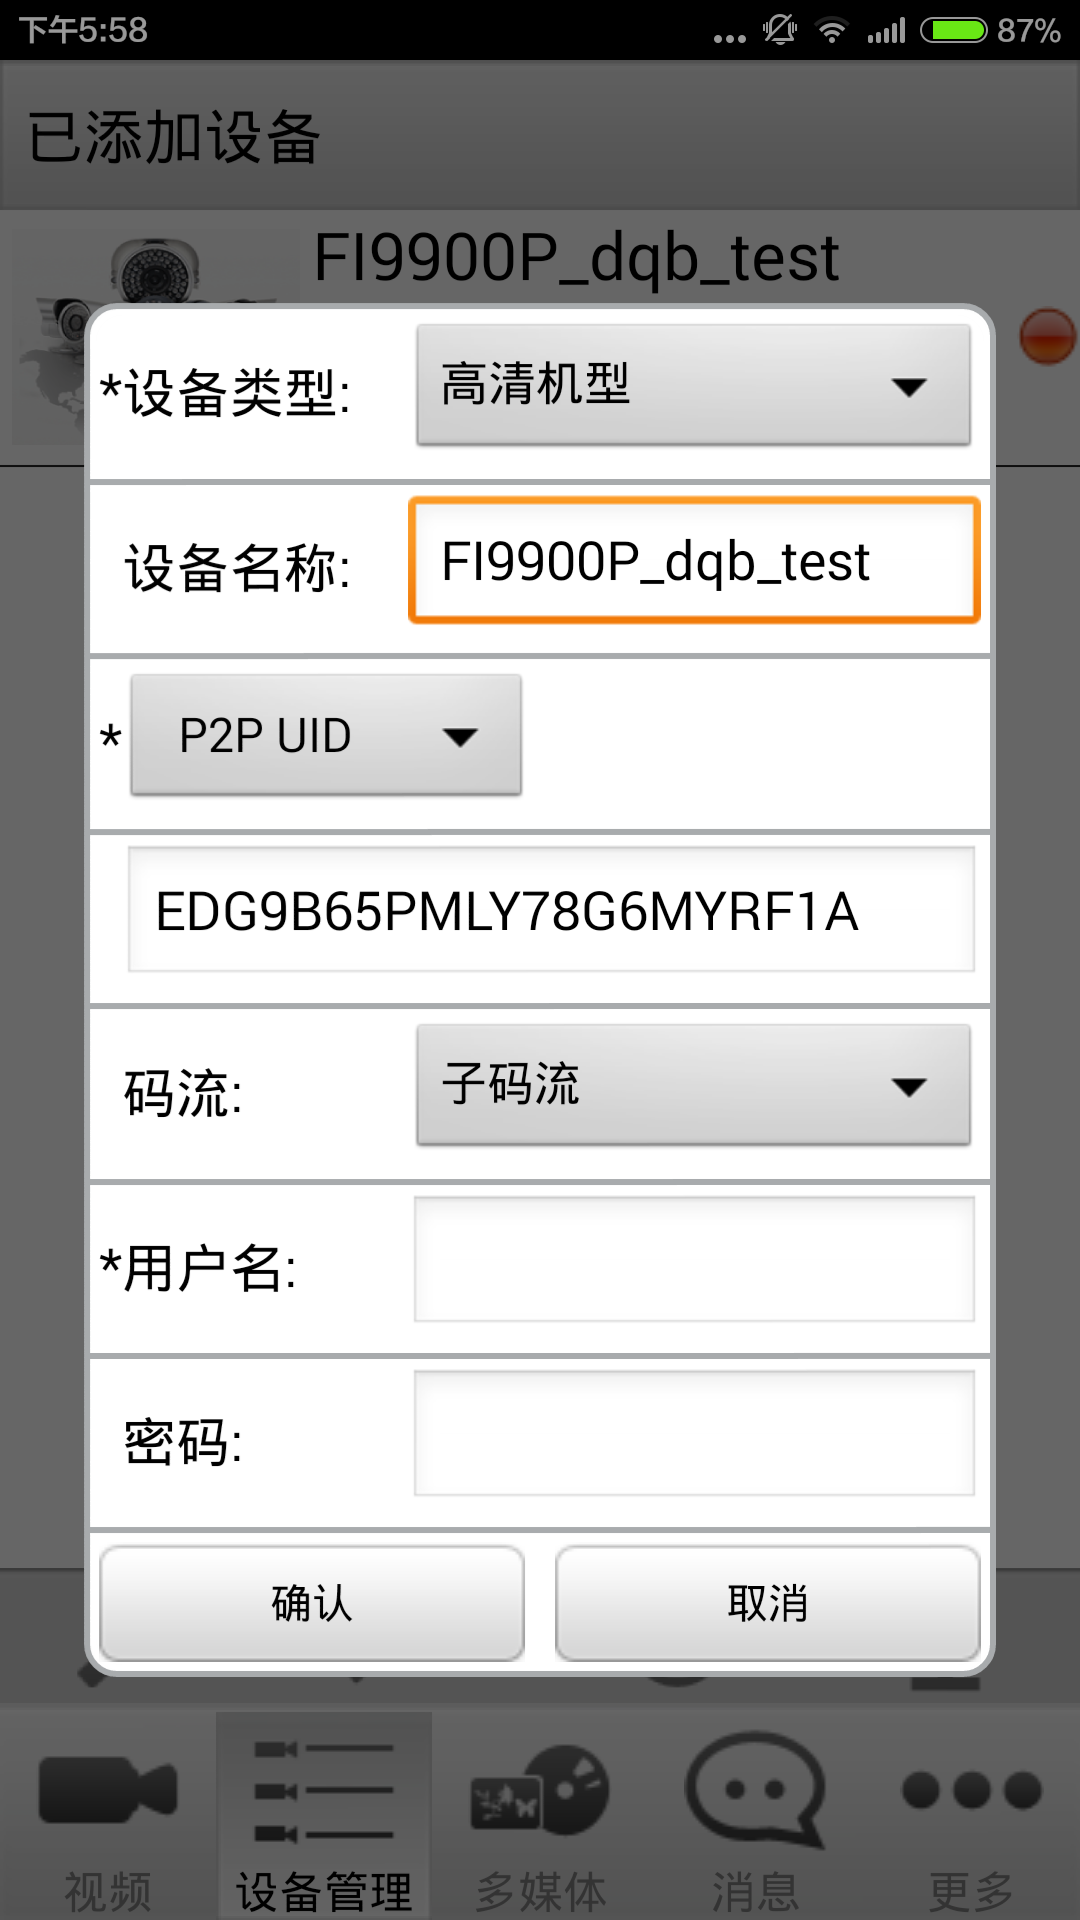 下午5:58
87%
已添加设备
FI9900P_dqb_test
*设备类型: 高清机型
设备名称: FI9900P_dqb_test
* P2P UID
EDG9B65PMLY78G6MYRF1A
码流: 子码流
*用户名:
密码:
确认 取消
视频 设备管理 多媒体 消息 更多